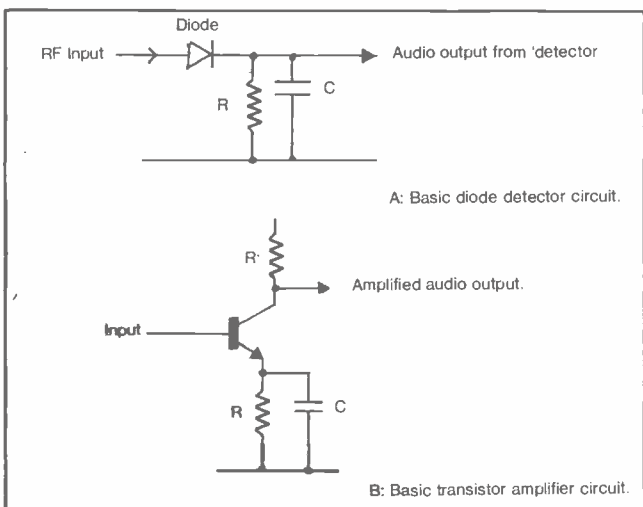 Diode
RF Input
Audio output from 'detector
R
C
A: Basic diode detector circuit.
R
Amplified audio output.
Input
R
C
B: Basic transistor amplifier circuit.